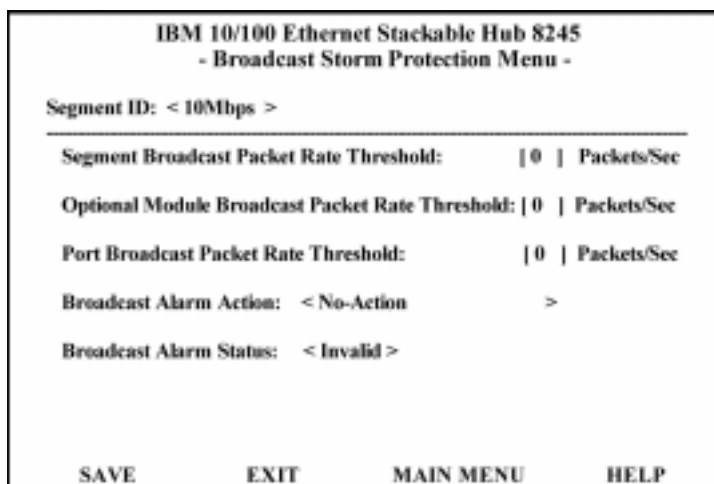 IBM 10/100 Ethernet Stackable Hub 8245
- Broadcast Storm Protection Menu -
Segment ID: < 10Mbps >
Segment Broadcast Packet Rate Threshold: [ 0 ] Packets/Sec
Optional Module Broadcast Packet Rate Threshold: [ 0 ] Packets/Sec
Port Broadcast Packet Rate Threshold: [ 0 ] Packets/Sec
Broadcast Alarm Action: < No-Action >
Broadcast Alarm Status: < Invalid >
SAVE EXIT MAIN MENU HELP